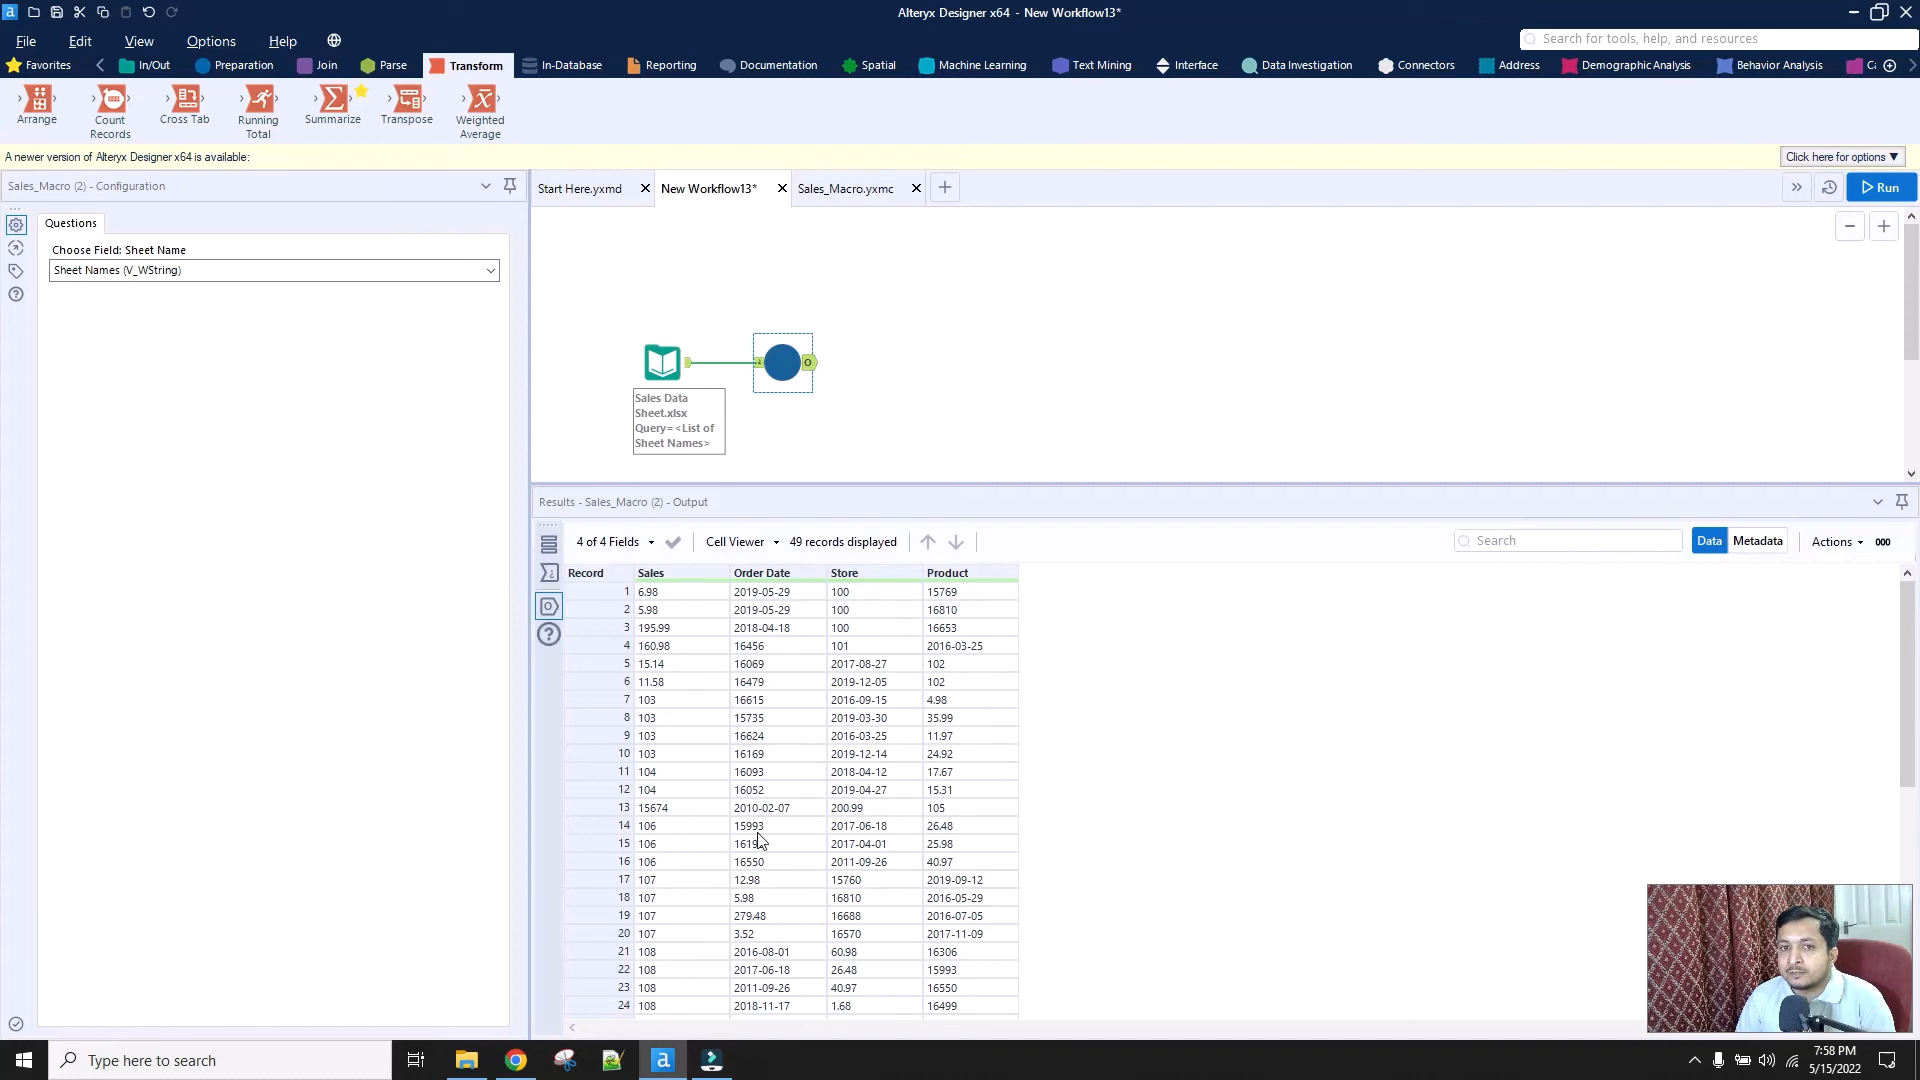 Alteryx Designer x64 - New Workflow13*
File Edit View Options Help
Search for tools, help, and resources
Favorites In/Out Preparation Join Parse Transform In-Database Reporting Documentation Spatial Machine Learning Text Mining Interface Data Investigation Connectors Address Demographic Analysis Behavior Analysis Ca
Arrange Count Records Cross Tab Running Total Summarize Transpose Weighted Average
A newer version of Alteryx Designer x64 is available: Click here for options
Sales_Macro (2) - Configuration
Start Here.yxmd New Workflow13* Sales_Macro.yxmc Run
Questions
Choose Field: Sheet Name
Sheet Names (V_WString)
O
Sales Data
Sheet.xlsx
Query=<List of
Sheet Names>
Results - Sales_Macro (2) - Output
4 of 4 Fields Cell Viewer 49 records displayed Search Data Metadata Actions 000
Record Sales Order Date Store Product
1 6.98 2019-05-29 100 15769
2 5.98 2019-05-29 100 16810
3 195.99 2018-04-18 100 16653
4 160.98 16456 101 2016-03-25
5 15.14 16069 2017-08-27 102
6 11.58 16479 2019-12-05 102
7 103 16615 2016-09-15 4.98
8 103 15735 2019-03-30 35.99
9 103 16624 2016-03-25 11.97
10 103 16169 2019-12-14 24.92
11 104 16093 2018-04-12 17.67
12 104 16052 2019-04-27 15.31
13 15674 2010-02-07 200.99 105
14 106 15993 2017-06-18 26.48
15 106 2017-04-01 25.98
16 106 16550 2011-09-26 40.97
17 107 12.98 15760 2019-09-12
18 107 5.98 16810 2016-05-29
19 107 279.48 16688 2016-07-05
20 107 3.52 16570 2017-11-09
21 108 2016-08-01 60.98 16306
22 108 2017-06-18 26.48 15993
23 108 2011-09-26 40.97 16550
24 108 2018-11-17 1.68 16499
Type here to search
7:58 PM
5/15/2022